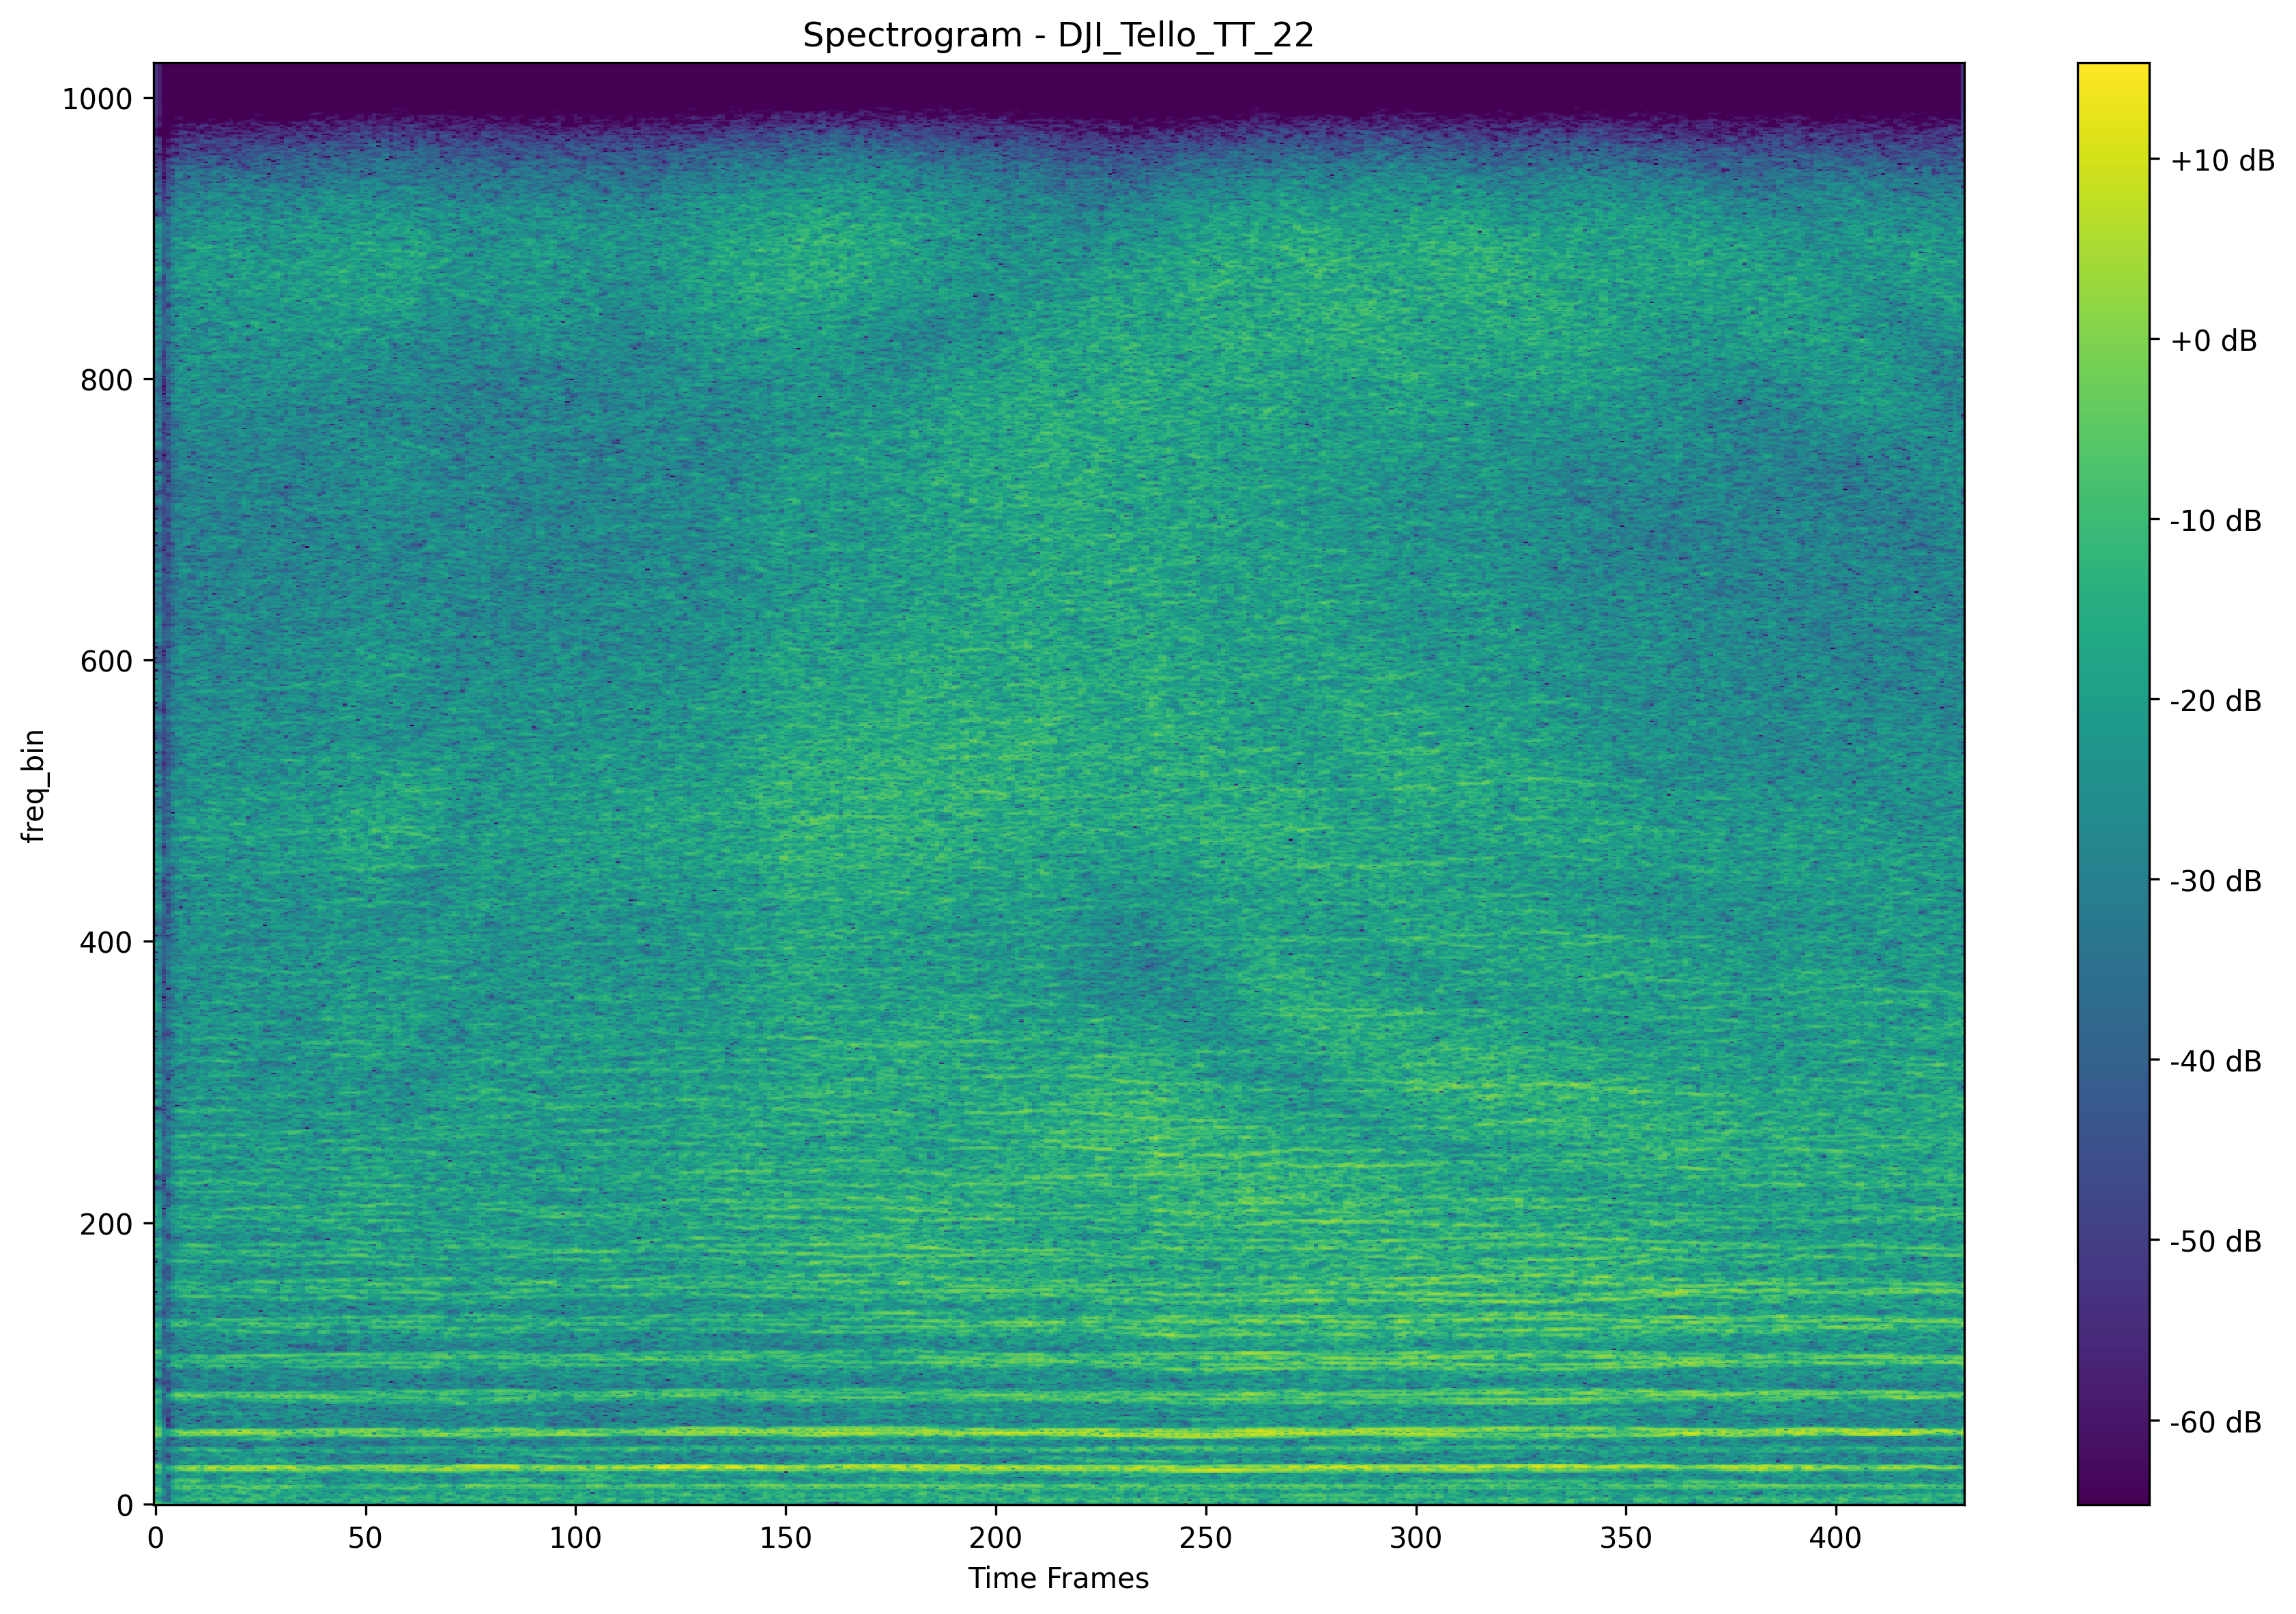 Spectrogram - DJI_Tello_TT_22
freq_bin
1000
800
600
400
200
0
0 50 100 150 200 250 300 350 400
Time Frames
+10 dB
+0 dB
-10 dB
-20 dB
-30 dB
-40 dB
-50 dB
-60 dB